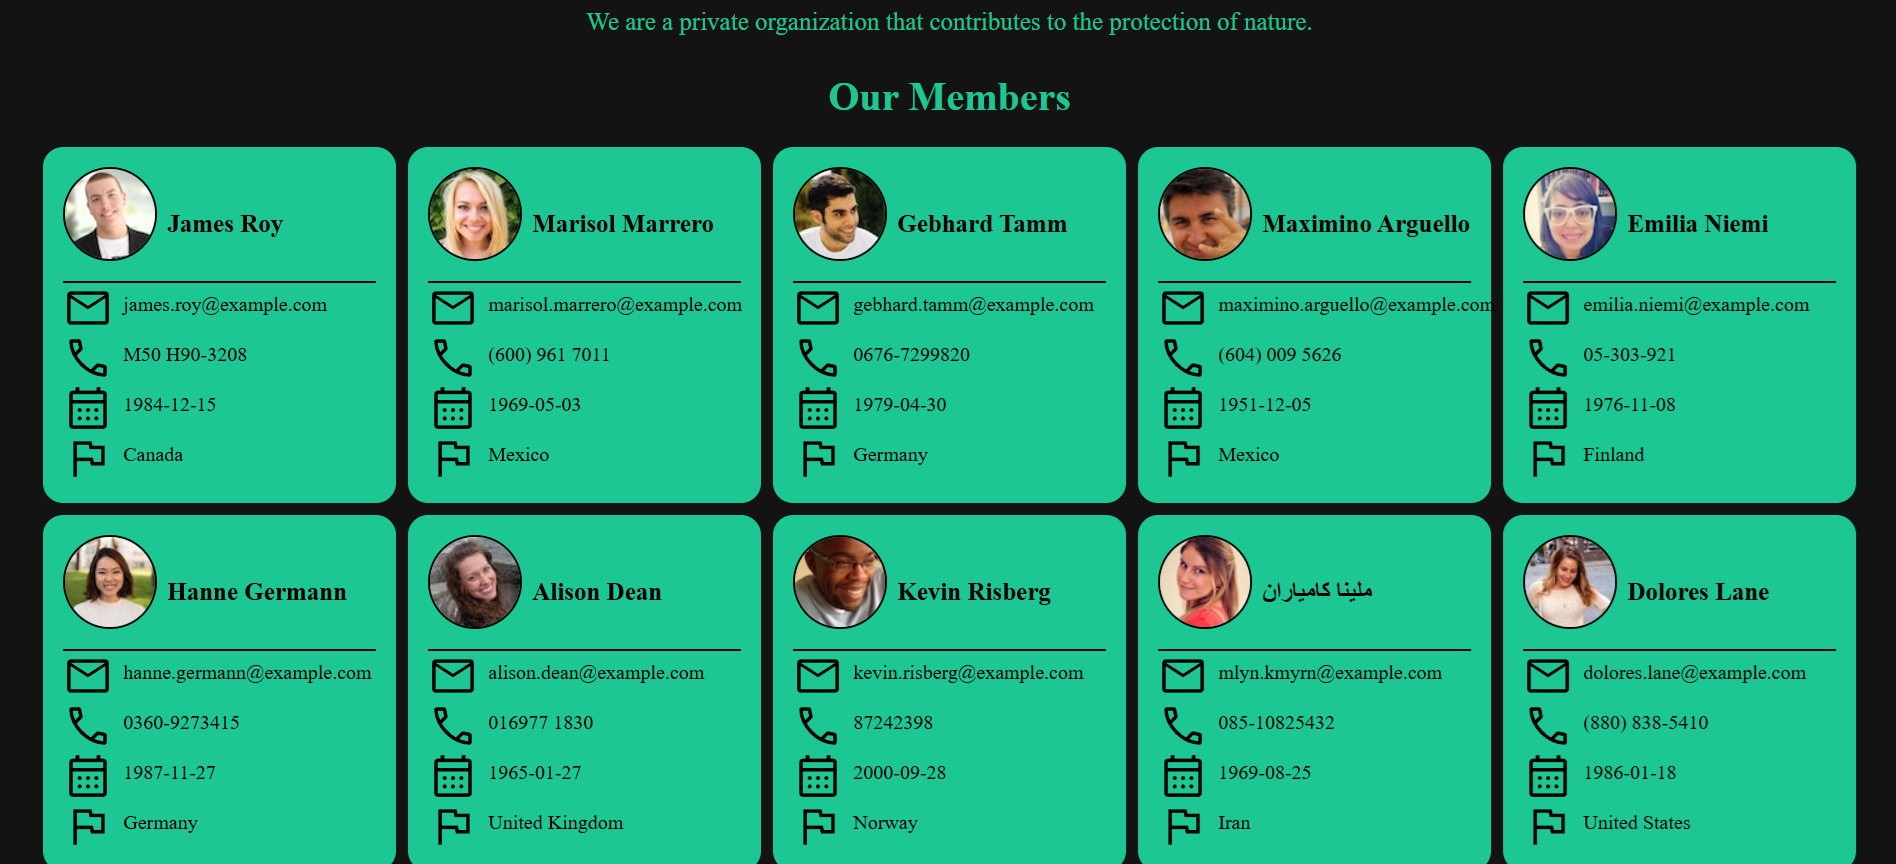 We are a private organization that contributes to the protection of nature.
Our Members
James Roy
james.roy@example.com
M50 H90-3208
1984-12-15
Canada
Marisol Marrero
marisol.marrero@example.com
(600) 961 7011
1969-05-03
Mexico
Gebhard Tamm
gebhard.tamm@example.com
0676-7299820
1979-04-30
Germany
Maximino Arguello
maximino.arguello@example.com
(604) 009 5626
1951-12-05
Mexico
Emilia Niemi
emilia.niemi@example.com
05-303-921
1976-11-08
Finland
Hanne Germann
hanne.germann@example.com
0360-9273415
1987-11-27
Germany
Alison Dean
alison.dean@example.com
016977 1830
1965-01-27
United Kingdom
Kevin Risberg
kevin.risberg@example.com
87242398
2000-09-28
Norway
ملینا کامیاران
mlyn.kmyrn@example.com
085-10825432
1969-08-25
Iran
Dolores Lane
dolores.lane@example.com
(880) 838-5410
1986-01-18
United States